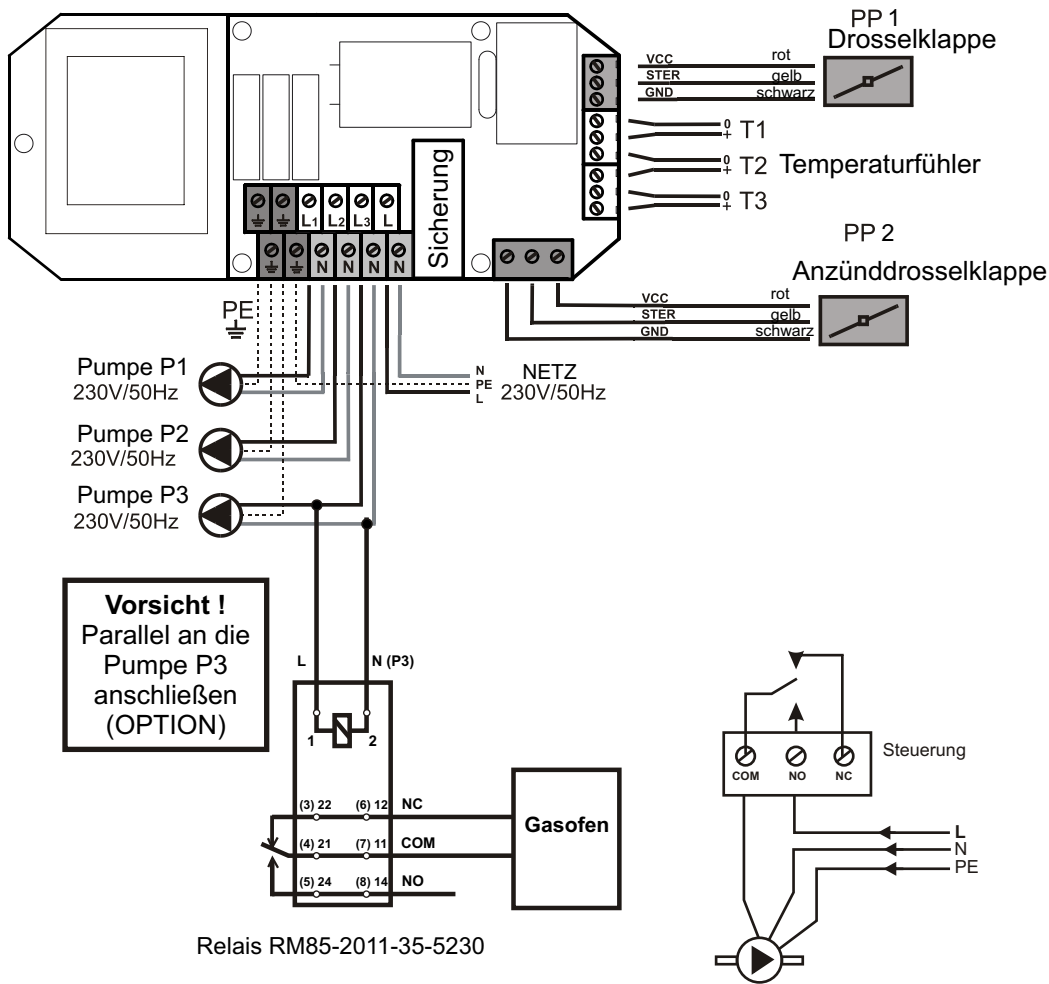 PP 1
Drosselklappe
VCC rot
STER gelb
GND schwarz
0
+ T1
0
+ T2 Temperaturfühler
0
+ T3
Sicherung
L1 L2 L3 L
N N N N
PP 2
Anzünddrosselklappe
VCC rot
STER gelb
GND schwarz
PE
Pumpe P1
230V/50Hz
N
PE
L
NETZ
230V/50Hz
Pumpe P2
230V/50Hz
Pumpe P3
230V/50Hz
Vorsicht !
Parallel an die
Pumpe P3
anschließen
(OPTION)
L N (P3)
1 2
(3) 22 (6) 12 NC
(4) 21 (7) 11 COM
(5) 24 (8) 14 NO
Gasofen
Relais RM85-2011-35-5230
Steuerung
COM NO NC
L
N
PE